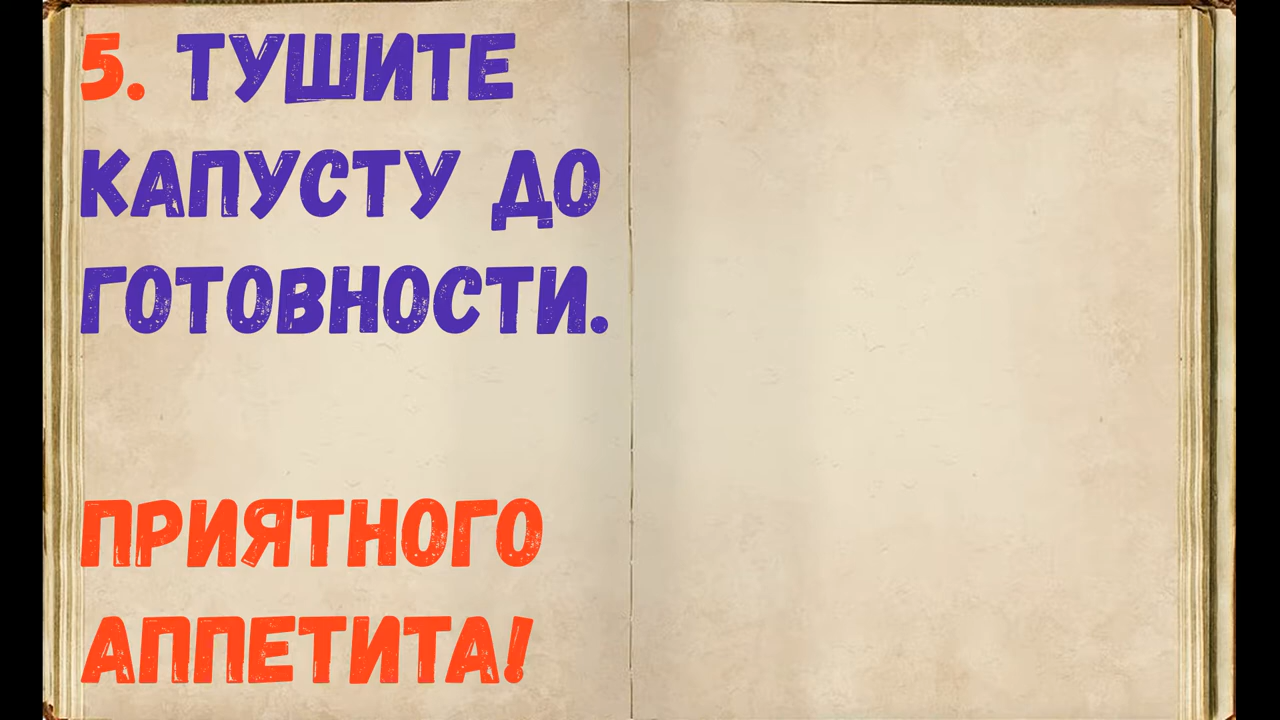 5. ТУШИТЕ
КАПУСТУ ДО
ГОТОВНОСТИ.
ПРИЯТНОГО
АППЕТИТА!